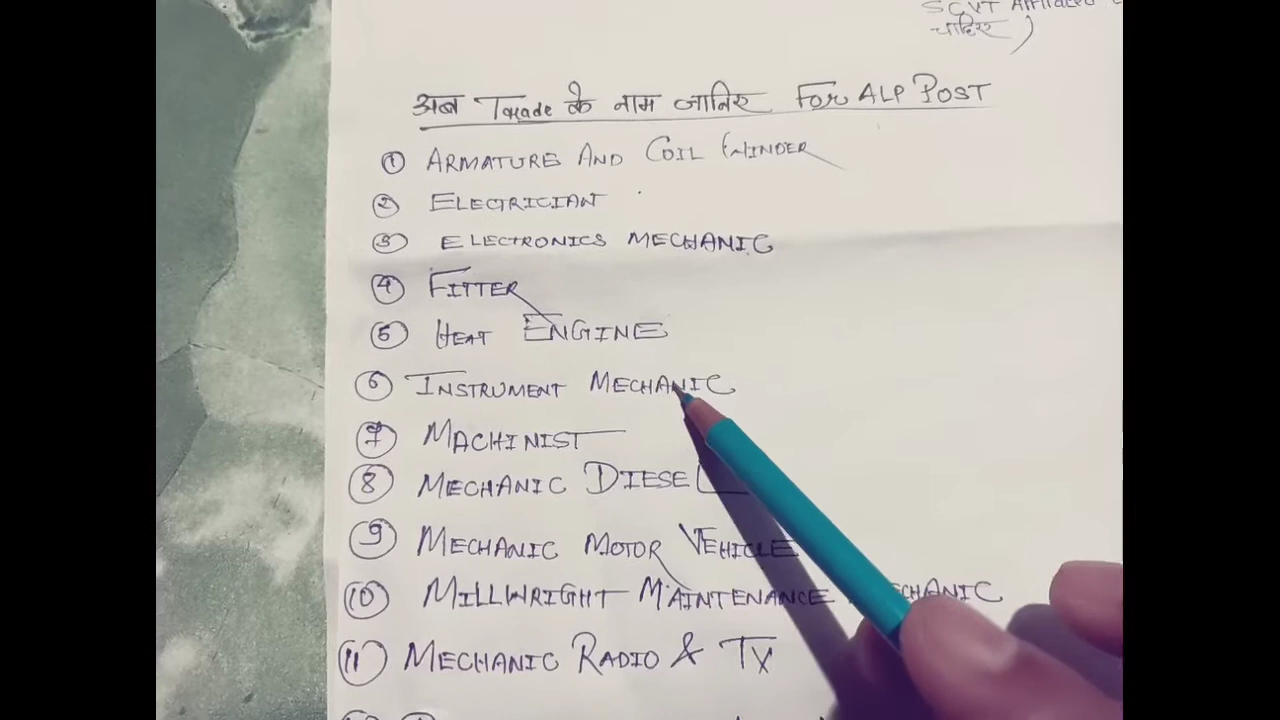 SCVT Affiliated
चाहिए )
अब Trade के नाम जानिए For ALP POST
① ARMATURE AND COIL WINDER
② ELECTRICIAN
③ ELECTRONICS MECHANIC
④ FITTER
⑤ HEAT ENGINE
⑥ INSTRUMENT MECHANIC
⑦ MACHINIST
⑧ MECHANIC DIESEL
⑨ MECHANIC MOTOR VEHICLE
⑩ MILLWRIGHT MAINTENANCE MECHANIC
⑪ MECHANIC RADIO & TV